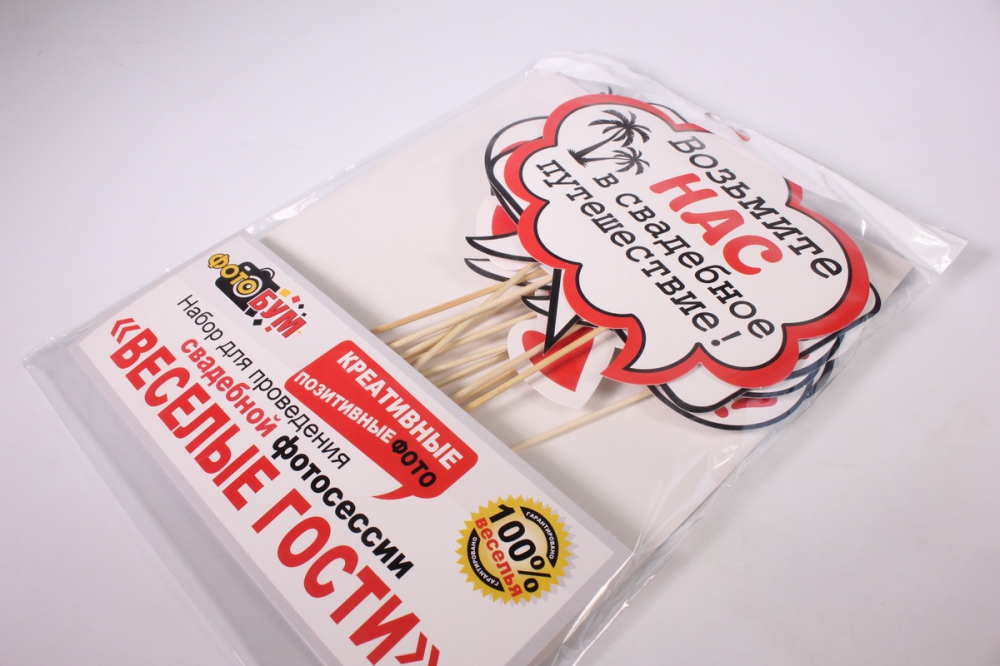 Возьмите
НАС
в свадебное
путешествие!
ФОТО
БУМ
Набор для проведения
свадебной фотосессии
«ВЕСЕЛЫЕ ГОСТИ»
КРЕАТИВНЫЕ
ПОЗИТИВНЫЕ ФОТО
ГАРАНТИРОВАНО
100%
веселья
ГАРАНТИРОВАНО